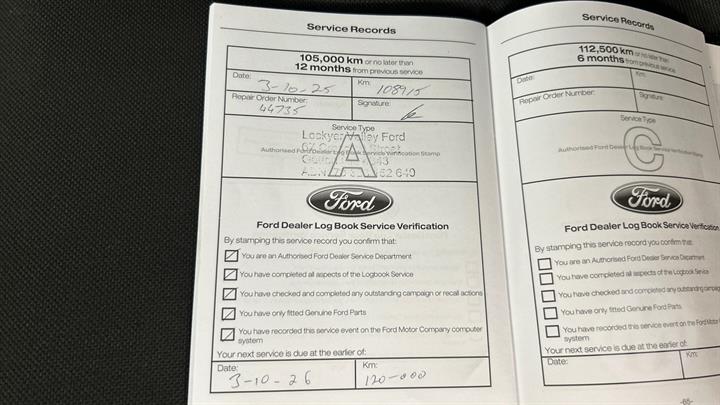 Service Records
105,000 km or no later than
12 months from previous service
Date: 3-10-25 Km: 108915
Repair Order Number: 44735 Signature:
Service Type
A
Lockyer Valley Ford
Authorised Ford Dealer Log Book Service Verification Stamp
Ford
Ford Dealer Log Book Service Verification
By stamping this service record you confirm that:
You are an Authorised Ford Dealer Service Department
You have completed all aspects of the Logbook Service
You have checked and completed any outstanding campaign or recall actions
You have only fitted Genuine Ford Parts
You have recorded this service event on the Ford Motor Company computer
system
Your next service is due at the earlier of:
Date: 3-10-26 Km: 120-000
Service Records
112,500 km or no later than
6 months from previous service
Date: Km:
Repair Order Number: Signature:
Service Type
C
Authorised Ford Dealer Log Book Service Verification Stamp
Ford
Ford Dealer Log Book Service Verification
By stamping this service record you confirm that:
You are an Authorised Ford Dealer Service Department
You have completed all aspects of the Logbook Service
You have checked and completed any outstanding campaig
You have only fitted Genuine Ford Parts
You have recorded this service event on the Ford Motor
system
Your next service is due at the earlier of:
Date: Km:
-65-